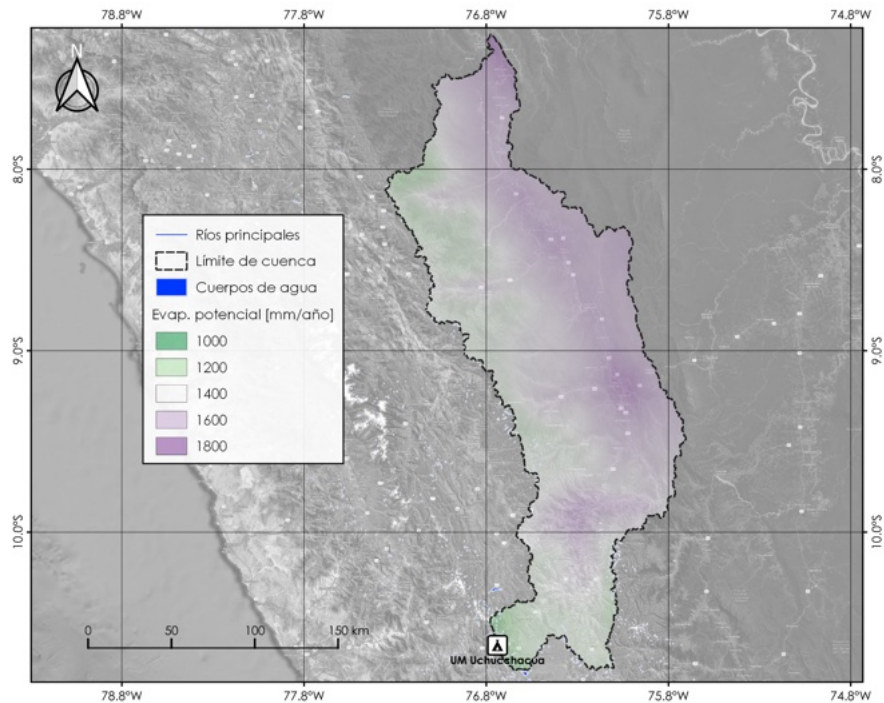 78.8°W 77.8°W 76.8°W 75.8°W 74.8°W
N
8.0°S 8.0°S
Ríos principales
Límite de cuenca
Cuerpos de agua
Evap. potencial [mm/año]
1000
1200
1400
1600
1800
9.0°S 9.0°S
10.0°S 10.0°S
0 50 100 150 km
UM Uchucchacua
78.8°W 77.8°W 76.8°W 75.8°W 74.8°W